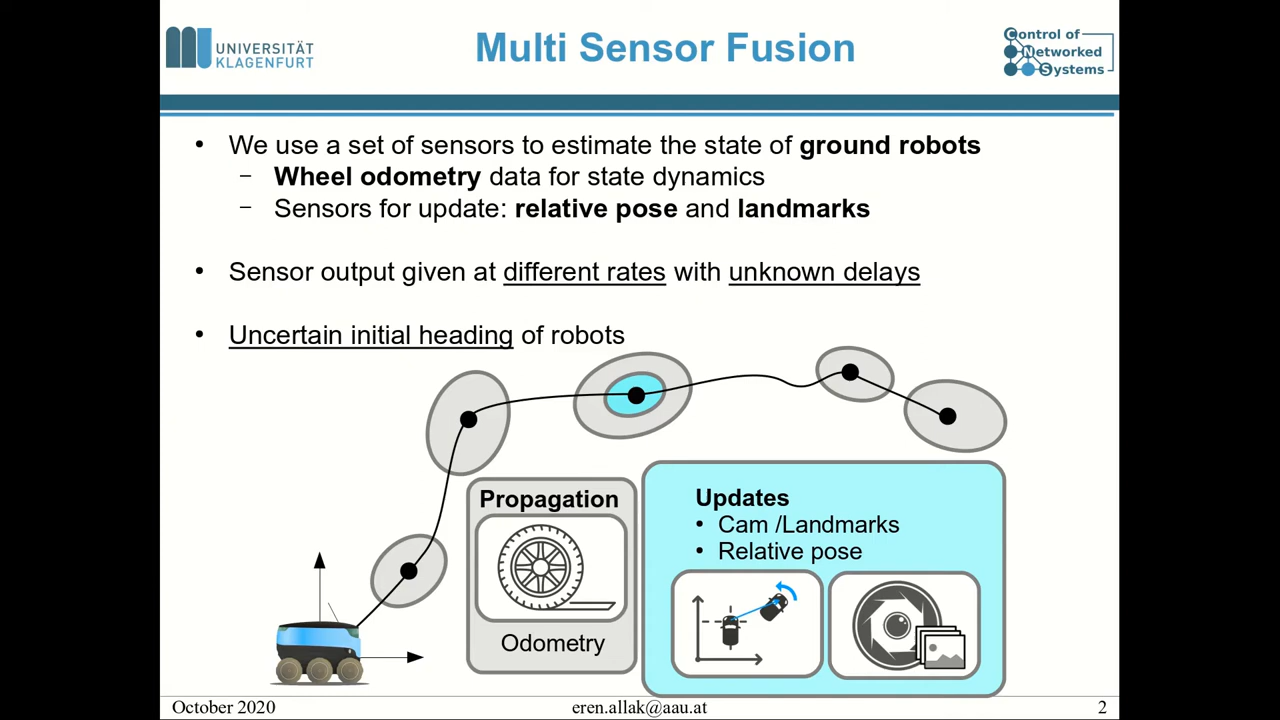 UNIVERSITÄT
KLAGENFURT
Multi Sensor Fusion
Control of
Networked
Systems
• We use a set of sensors to estimate the state of ground robots
– Wheel odometry data for state dynamics
– Sensors for update: relative pose and landmarks
• Sensor output given at different rates with unknown delays
• Uncertain initial heading of robots
Propagation
Odometry
Updates
• Cam /Landmarks
• Relative pose
October 2020
eren.allak@aau.at
2